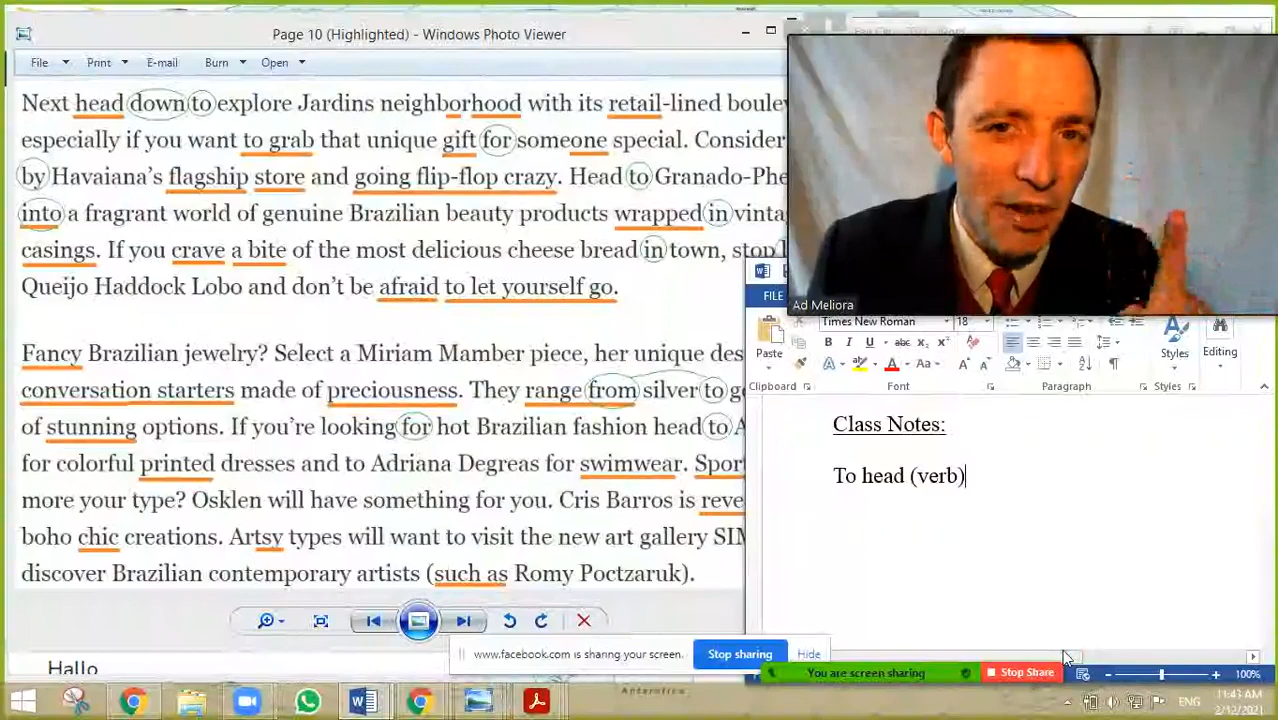 Page 10 (Highlighted) - Windows Photo Viewer
File Print E-mail Burn Open
Next head down to explore Jardins neighborhood with its retail-lined
especially if you want to grab that unique gift for someone special. Consider
by Havaiana's flagship store and going flip-flop crazy. Head to
into a fragrant world of genuine Brazilian beauty products wrapped in
casings. If you crave a bite of the most delicious cheese bread in town,
Queijo Haddock Lobo and don't be afraid to let yourself go.
Fancy Brazilian jewelry? Select a Miriam Mamber piece, her unique
conversation starters made of preciousness. They range from silver to
of stunning options. If you're looking for hot Brazilian fashion head to
for colorful printed dresses and to Adriana Degreas for swimwear.
more your type? Osklen will have something for you. Cris Barros is
boho chic creations. Artsy types will want to visit the new art gallery
discover Brazilian contemporary artists (such as Romy Poctzaruk).
Hallo
Ad Meliora
FILE
Times New Roman 18
Paste
B I U abc x₂ x²
Styles Editing
Clipboard Font Paragraph Styles
Class Notes:
To head (verb)
www.facebook.com is sharing your screen. Stop sharing Hide
You are screen sharing Stop Share
100%
Antarctica
ENG
11:43 AM
2/12/2021